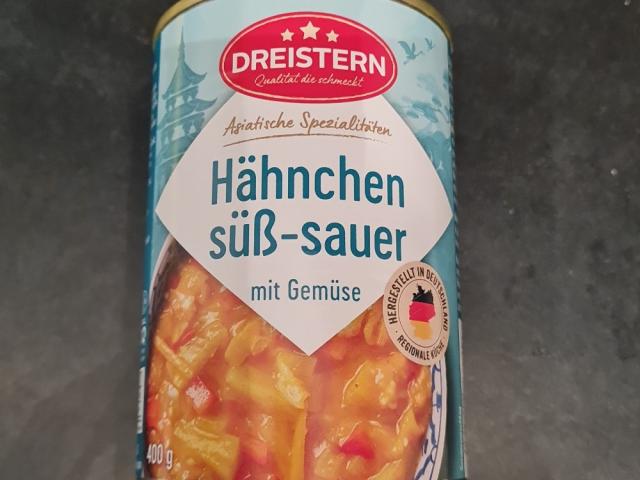 DREISTERN
Qualität die schmeckt
Asiatische Spezialitäten
Hähnchen
süß-sauer
mit Gemüse
HERGESTELLT IN DEUTSCHLAND
REGIONALE KÜCHE
400 g